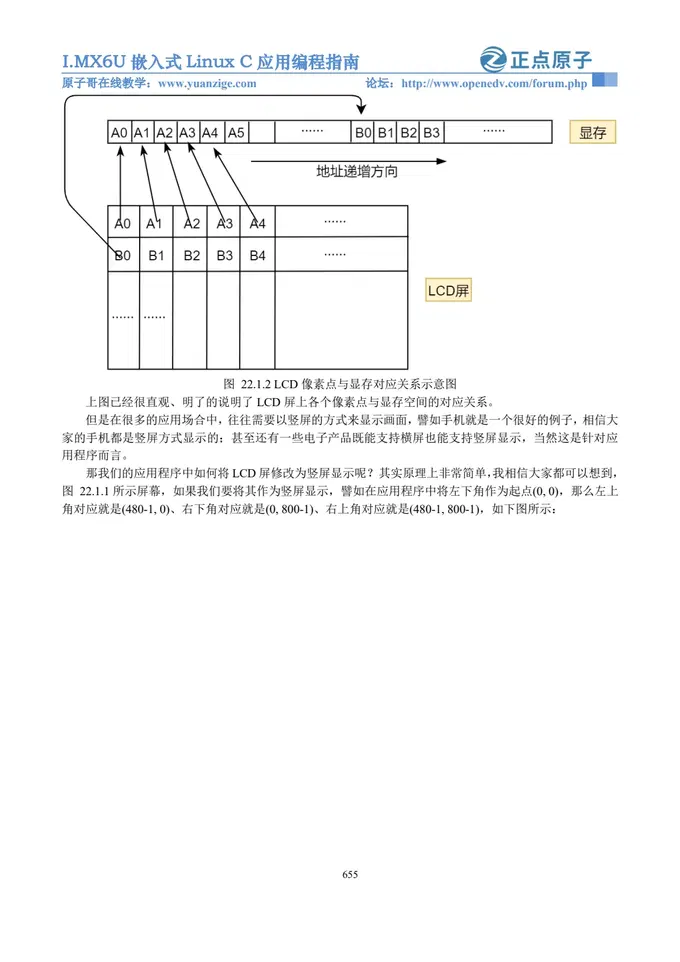 I.MX6U 嵌入式 Linux C 应用编程指南
正点原子
原子哥在线教学：www.yuanzige.com 论坛：http://www.openedv.com/forum.php
A0 A1 A2 A3 A4 A5 …… B0 B1 B2 B3 …… 显存
地址递增方向
A0 A1 A2 A3 A4 ……
B0 B1 B2 B3 B4 ……
LCD屏
…… ……
图 22.1.2 LCD 像素点与显存对应关系示意图
上图已经很直观、明了的说明了 LCD 屏上各个像素点与显存空间的对应关系。
但是在很多的应用场合中，往往需要以竖屏的方式来显示画面，譬如手机就是一个很好的例子，相信大
家的手机都是竖屏方式显示的；甚至还有一些电子产品既能支持横屏也能支持竖屏显示，当然这是针对应
用程序而言。
那我们的应用程序中如何将 LCD 屏修改为竖屏显示呢？其实原理上非常简单，我相信大家都可以想到，
图 22.1.1 所示屏幕，如果我们要将其作为竖屏显示，譬如在应用程序中将左下角作为起点(0, 0)，那么左上
角对应就是(480-1, 0)、右下角对应就是(0, 800-1)、右上角对应就是(480-1, 800-1)，如下图所示：
655